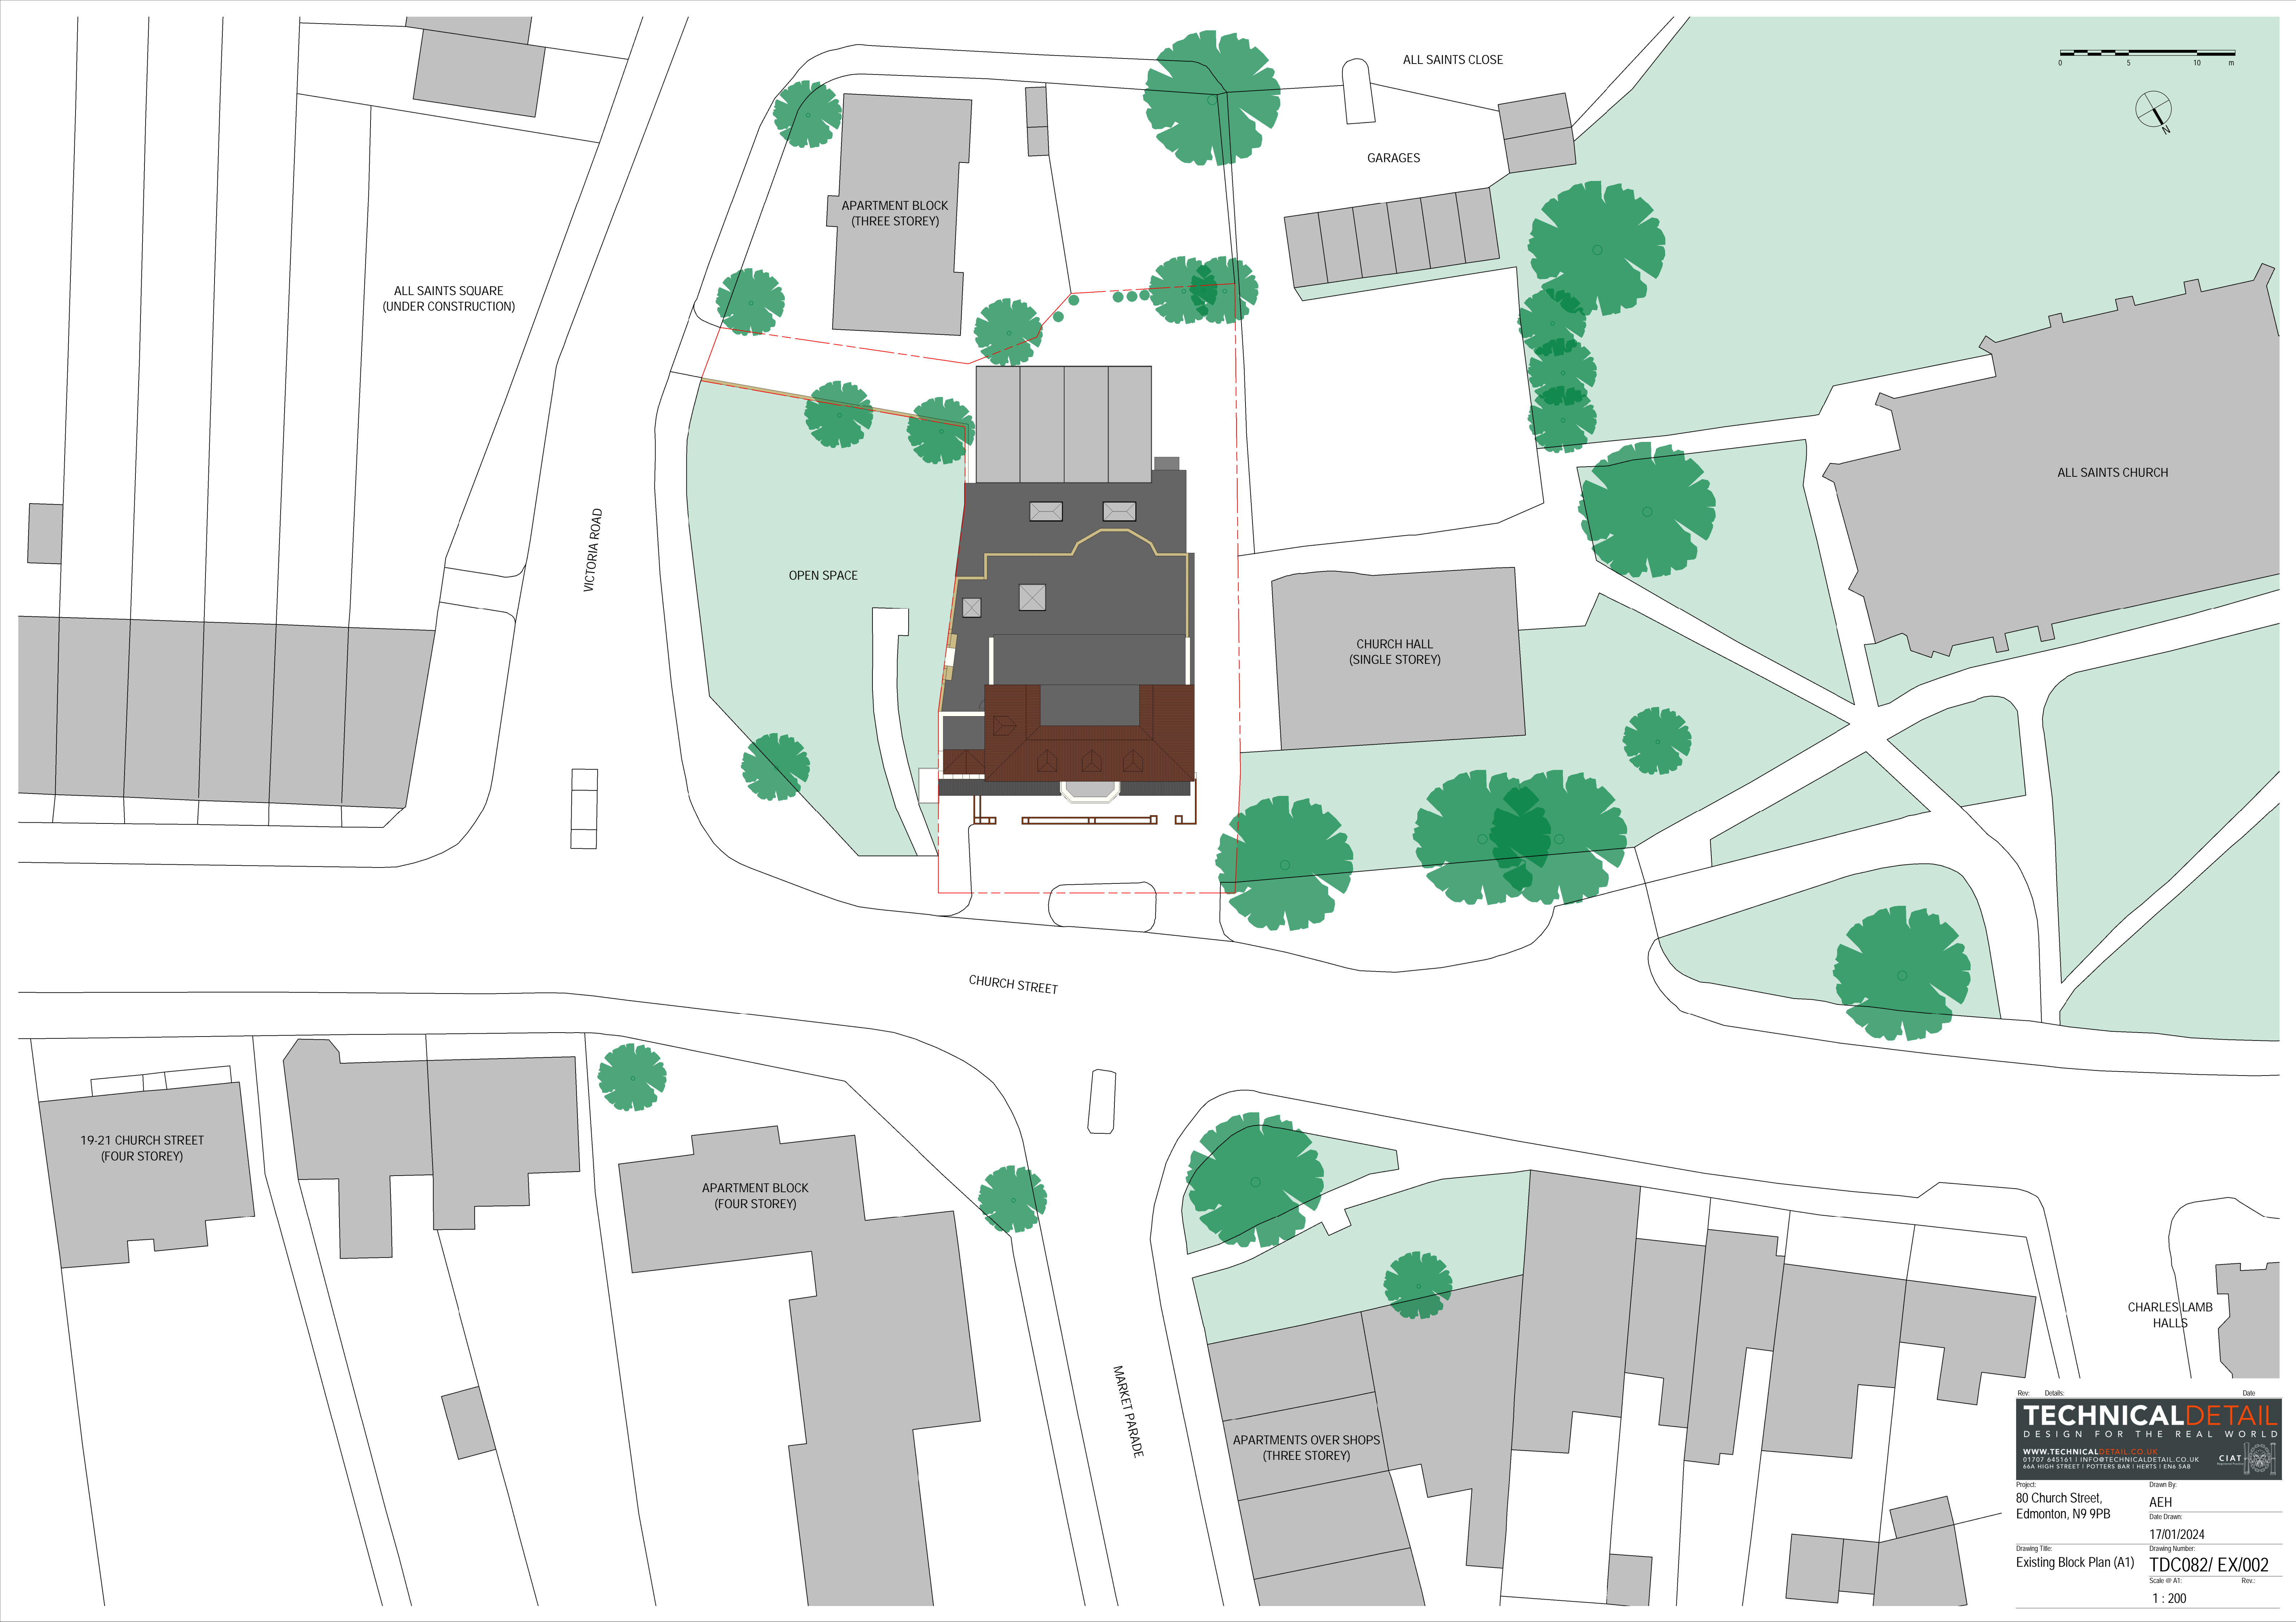 ALL SAINTS CLOSE
0 5 10 m
N
GARAGES
APARTMENT BLOCK
(THREE STOREY)
ALL SAINTS SQUARE
(UNDER CONSTRUCTION)
ALL SAINTS CHURCH
VICTORIA ROAD
OPEN SPACE
CHURCH HALL
(SINGLE STOREY)
CHURCH STREET
19-21 CHURCH STREET
(FOUR STOREY)
APARTMENT BLOCK
(FOUR STOREY)
MARKET PARADE
APARTMENTS OVER SHOPS
(THREE STOREY)
CHARLES LAMB
HALLS
Rev: Details: Date
TECHNICALDETAIL
DESIGN FOR THE REAL WORLD
WWW.TECHNICALDETAIL.CO.UK
01707 645161 | INFO@TECHNICALDETAIL.CO.UK
66A HIGH STREET | POTTERS BAR | HERTS | EN6 5AB
CIAT
Project:
80 Church Street,
Edmonton, N9 9PB
Drawn By:
AEH
Date Drawn:
17/01/2024
Drawing Title:
Existing Block Plan (A1)
Drawing Number:
TDC082/ EX/002
Scale @ A1: Rev.:
1 : 200